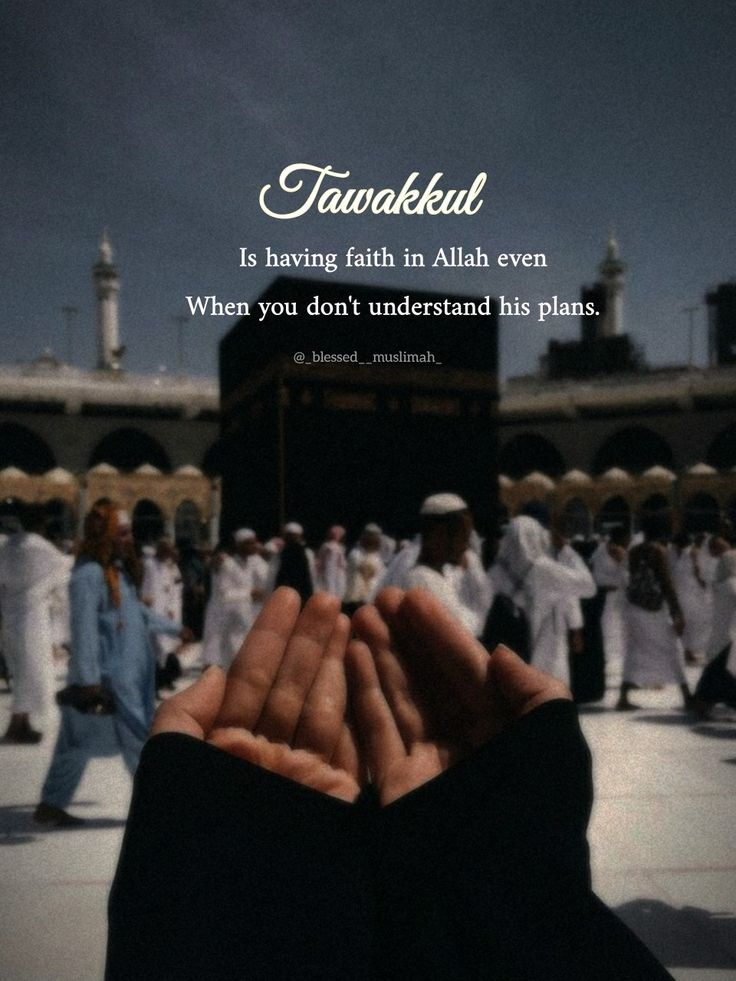 Tawakkul
Is having faith in Allah even
When you don't understand his plans.
@_blessed__muslimah_